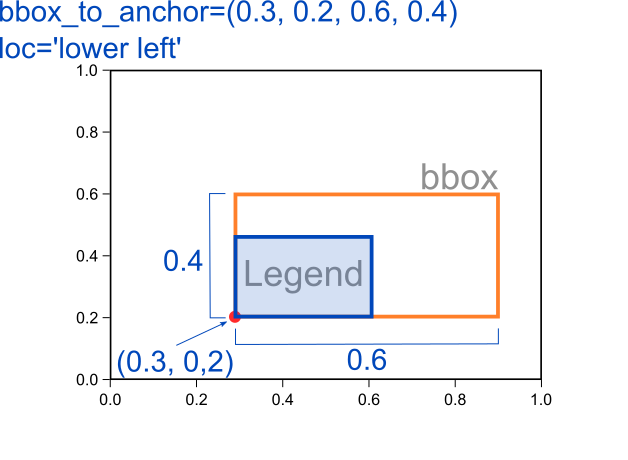 bbox_to_anchor=(0.3, 0.2, 0.6, 0.4)
loc='lower left'
1.0
0.8
bbox
0.6
0.4
0.4
Legend
0.2
(0.3, 0,2)
0.6
0.0
0.0 0.2 0.4 0.6 0.8 1.0